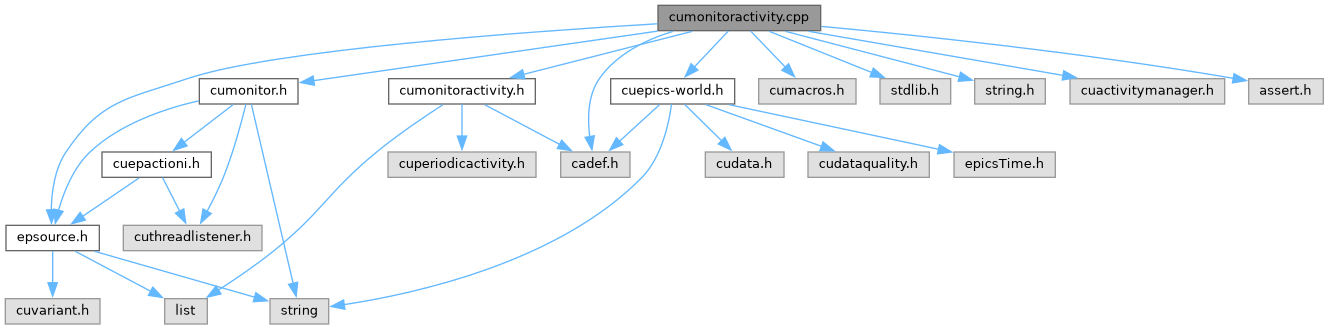 cumonitoractivity.cpp
cumonitor.h
cumonitoractivity.h
cuepics-world.h
cumacros.h
stdlib.h
string.h
cuactivitymanager.h
assert.h
cuepactioni.h
cuperiodicactivity.h
cadef.h
cudata.h
cudataquality.h
epicsTime.h
epsource.h
cuthreadlistener.h
cuvariant.h
list
string